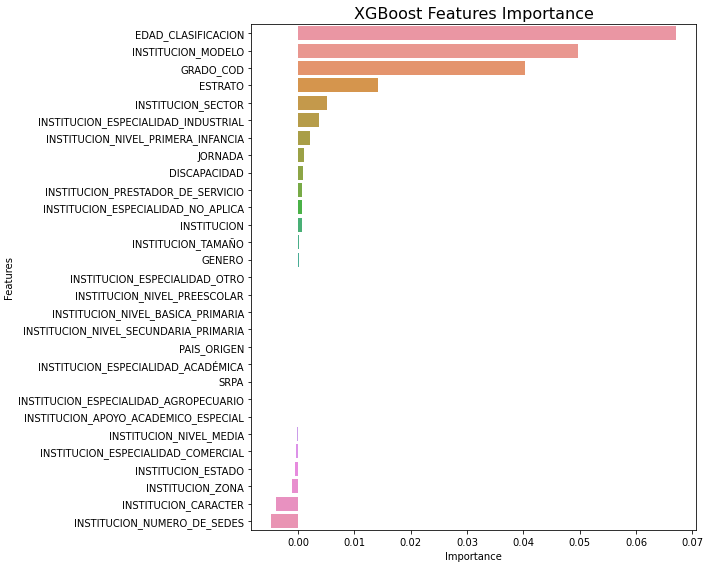 XGBoost Features Importance
EDAD_CLASIFICACION
INSTITUCION_MODELO
GRADO_COD
ESTRATO
INSTITUCION_SECTOR
INSTITUCION_ESPECIALIDAD_INDUSTRIAL
INSTITUCION_NIVEL_PRIMERA_INFANCIA
JORNADA
DISCAPACIDAD
INSTITUCION_PRESTADOR_DE_SERVICIO
INSTITUCION_ESPECIALIDAD_NO_APLICA
INSTITUCION
INSTITUCION_TAMAÑO
GENERO
INSTITUCION_ESPECIALIDAD_OTRO
INSTITUCION_NIVEL_PREESCOLAR
INSTITUCION_NIVEL_BASICA_PRIMARIA
INSTITUCION_NIVEL_SECUNDARIA_PRIMARIA
PAIS_ORIGEN
INSTITUCION_ESPECIALIDAD_ACADÉMICA
SRPA
INSTITUCION_ESPECIALIDAD_AGROPECUARIO
INSTITUCION_APOYO_ACADEMICO_ESPECIAL
INSTITUCION_NIVEL_MEDIA
INSTITUCION_ESPECIALIDAD_COMERCIAL
INSTITUCION_ESTADO
INSTITUCION_ZONA
INSTITUCION_CARACTER
INSTITUCION_NUMERO_DE_SEDES
Features
0.00 0.01 0.02 0.03 0.04 0.05 0.06 0.07
Importance